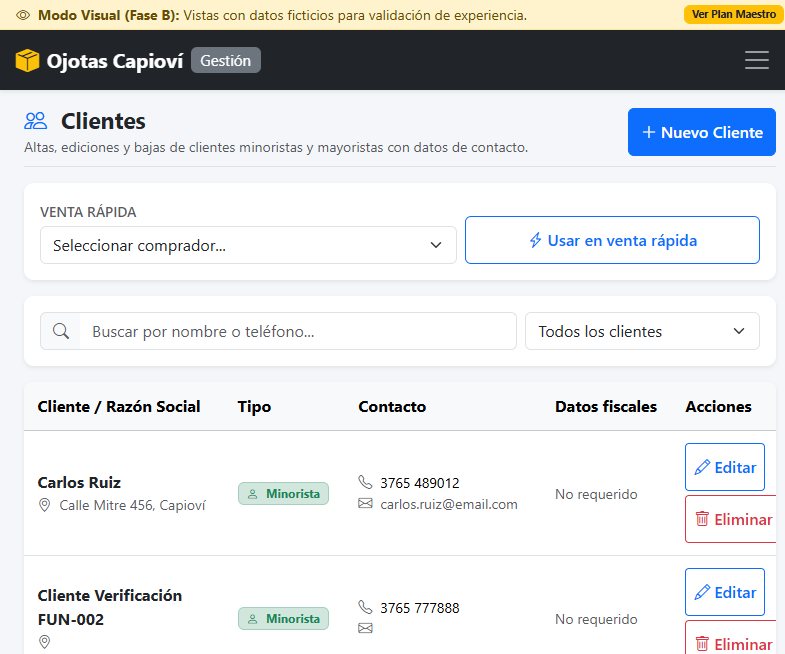 Modo Visual (Fase B): Vistas con datos ficticios para validación de experiencia.
Ver Plan Maestro
Ojotas Capioví Gestión
Clientes
Altas, ediciones y bajas de clientes minoristas y mayoristas con datos de contacto.
+ Nuevo Cliente
VENTA RÁPIDA
Seleccionar comprador...
Usar en venta rápida
Buscar por nombre o teléfono...
Todos los clientes
Cliente / Razón Social Tipo Contacto Datos fiscales Acciones
Carlos Ruiz
Calle Mitre 456, Capioví
Minorista
3765 489012
carlos.ruiz@email.com
No requerido
Editar
Eliminar
Cliente Verificación
FUN-002
Minorista
3765 777888
No requerido
Editar
Eliminar